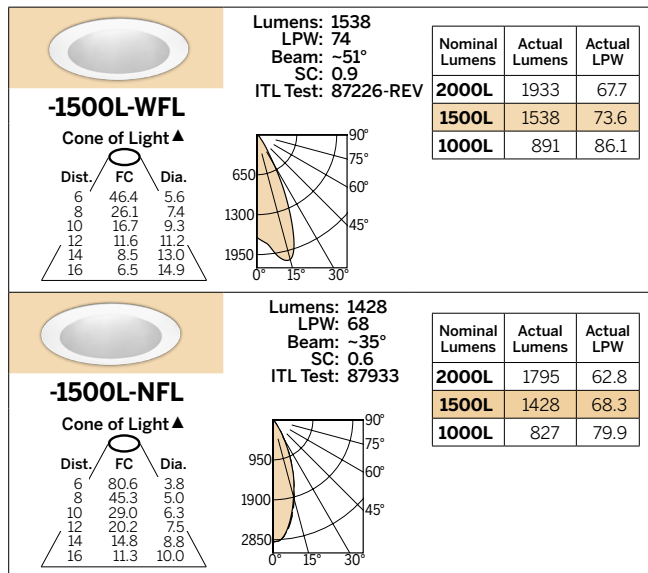 Lumens: 1538
LPW: 74
Beam: ~51°
SC: 0.9
ITL Test: 87226-REV
-1500L-WFL
Cone of Light▲
Dist. FC Dia.
6 46.4 5.6
8 26.1 7.4
10 16.7 9.3
12 11.6 11.2
14 8.5 13.0
16 6.5 14.9
90°
75°
60°
45°
650
1300
1950
0° 15° 30°
Nominal Lumens Actual Lumens Actual LPW
2000L 1933 67.7
1500L 1538 73.6
1000L 891 86.1
Lumens: 1428
LPW: 68
Beam: ~35°
SC: 0.6
ITL Test: 87933
-1500L-NFL
Cone of Light▲
Dist. FC Dia.
6 80.6 3.8
8 45.3 5.0
10 29.0 6.3
12 20.2 7.5
14 14.8 8.8
16 11.3 10.0
90°
75°
60°
45°
950
1900
2850
0° 15° 30°
Nominal Lumens Actual Lumens Actual LPW
2000L 1795 62.8
1500L 1428 68.3
1000L 827 79.9